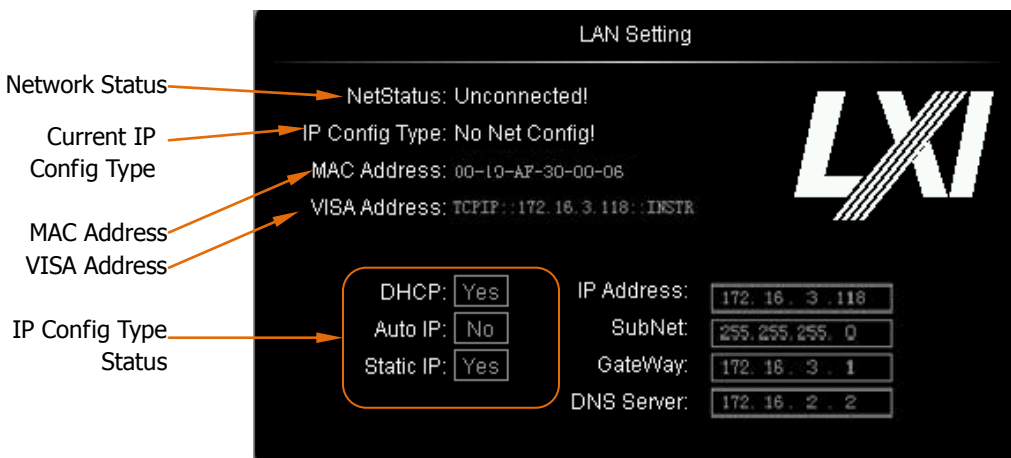 LAN Setting
Network Status
NetStatus: Unconnected!
Current IP
Config Type
IP Config Type: No Net Config!
MAC Address: 00-19-AF-30-00-06
VISA Address: TCPIP::172.16.3.118::INSTR
LXI
MAC Address
VISA Address
IP Config Type
Status
DHCP: Yes
Auto IP: No
Static IP: Yes
IP Address: 172. 16 . 3 .118
SubNet: 255.255.255. 0
GateWay: 172. 16 . 3 . 1
DNS Server: 172. 16 . 2 . 2